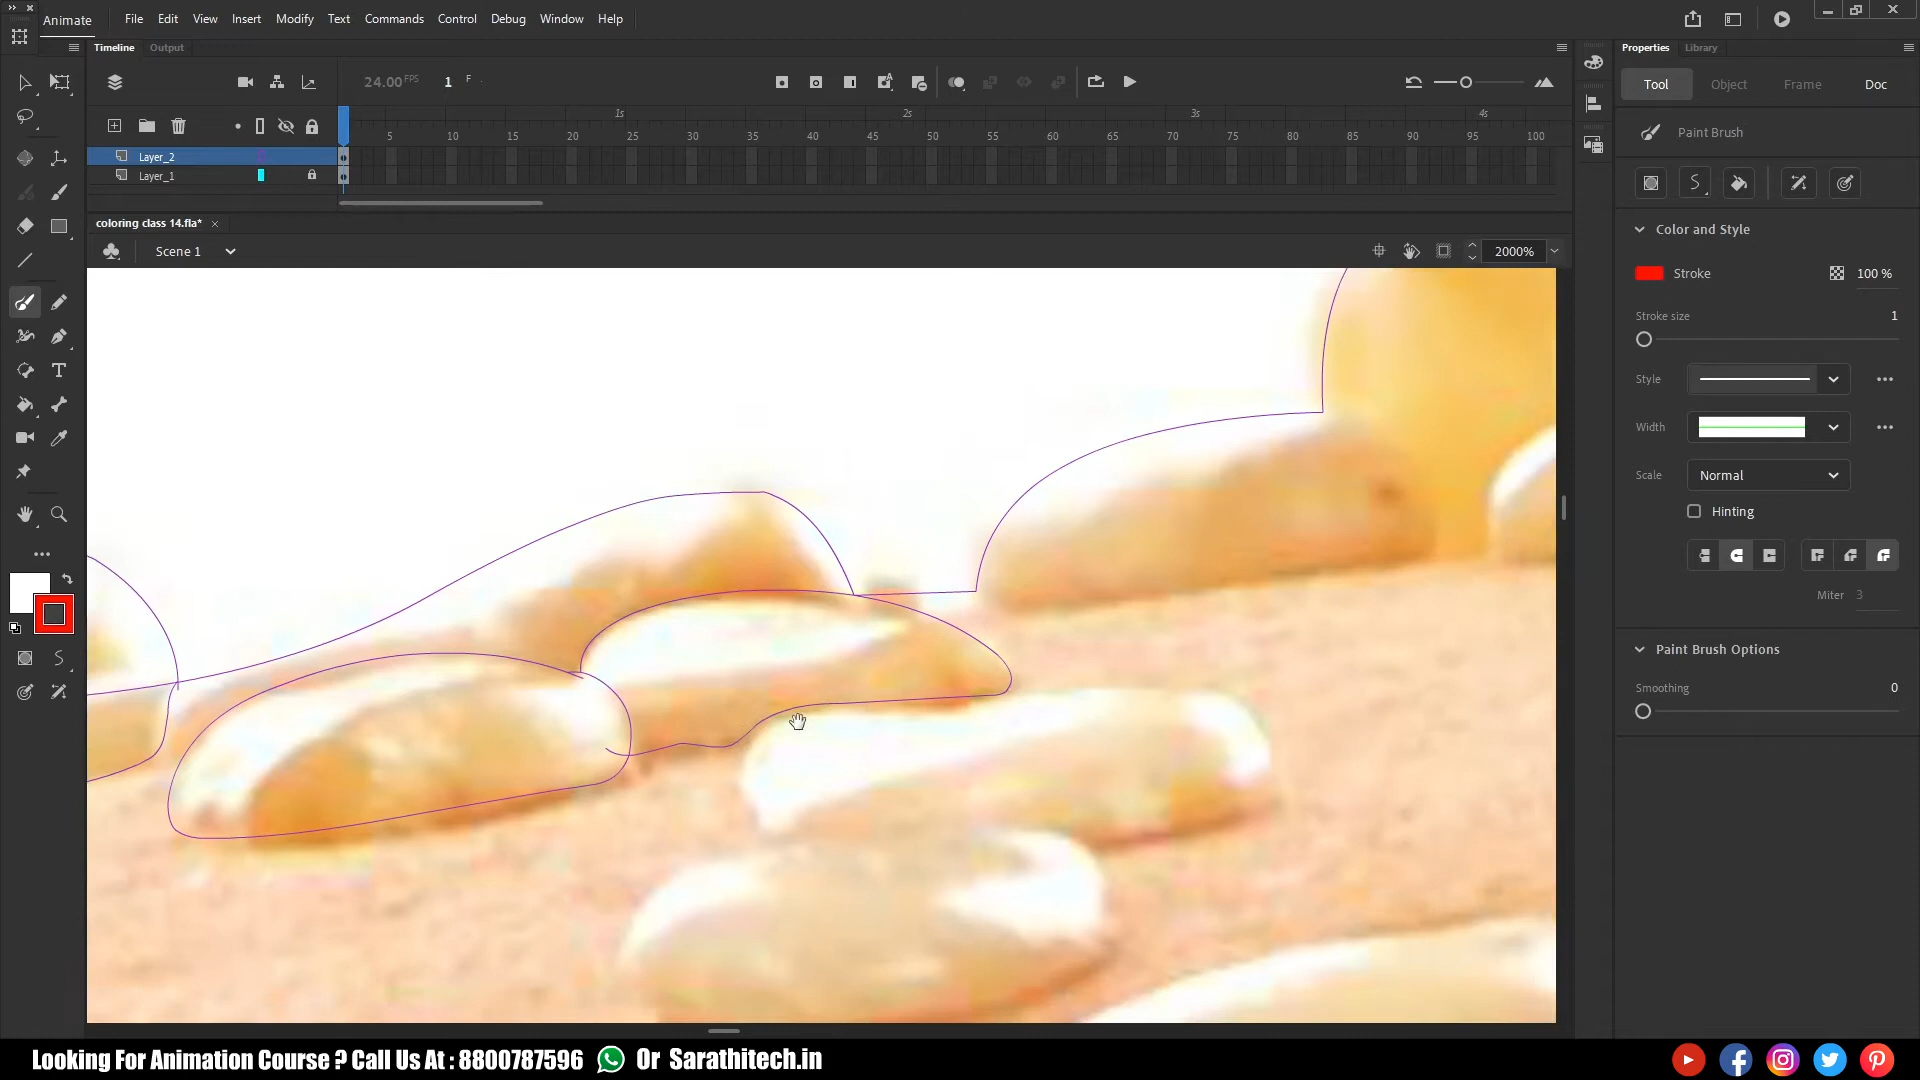 Animate
File Edit View Insert Modify Text Commands Control Debug Window Help
Timeline Output
Properties Library
24.00 FPS 1 F
Tool Object Frame Doc
1s 2s 3s 4s
5 10 15 20 25 30 35 40 45 50 55 60 65 70 75 80 85 90 95 100
Paint Brush
Layer_2
Layer_1
coloring class 14.fla*
Color and Style
Scene 1
2000%
Stroke 100 %
Stroke size 1
Style
Width
Scale Normal
Hinting
Miter 3
Paint Brush Options
Smoothing 0
Looking For Animation Course ? Call Us At : 8800787596 Or Sarathitech.in